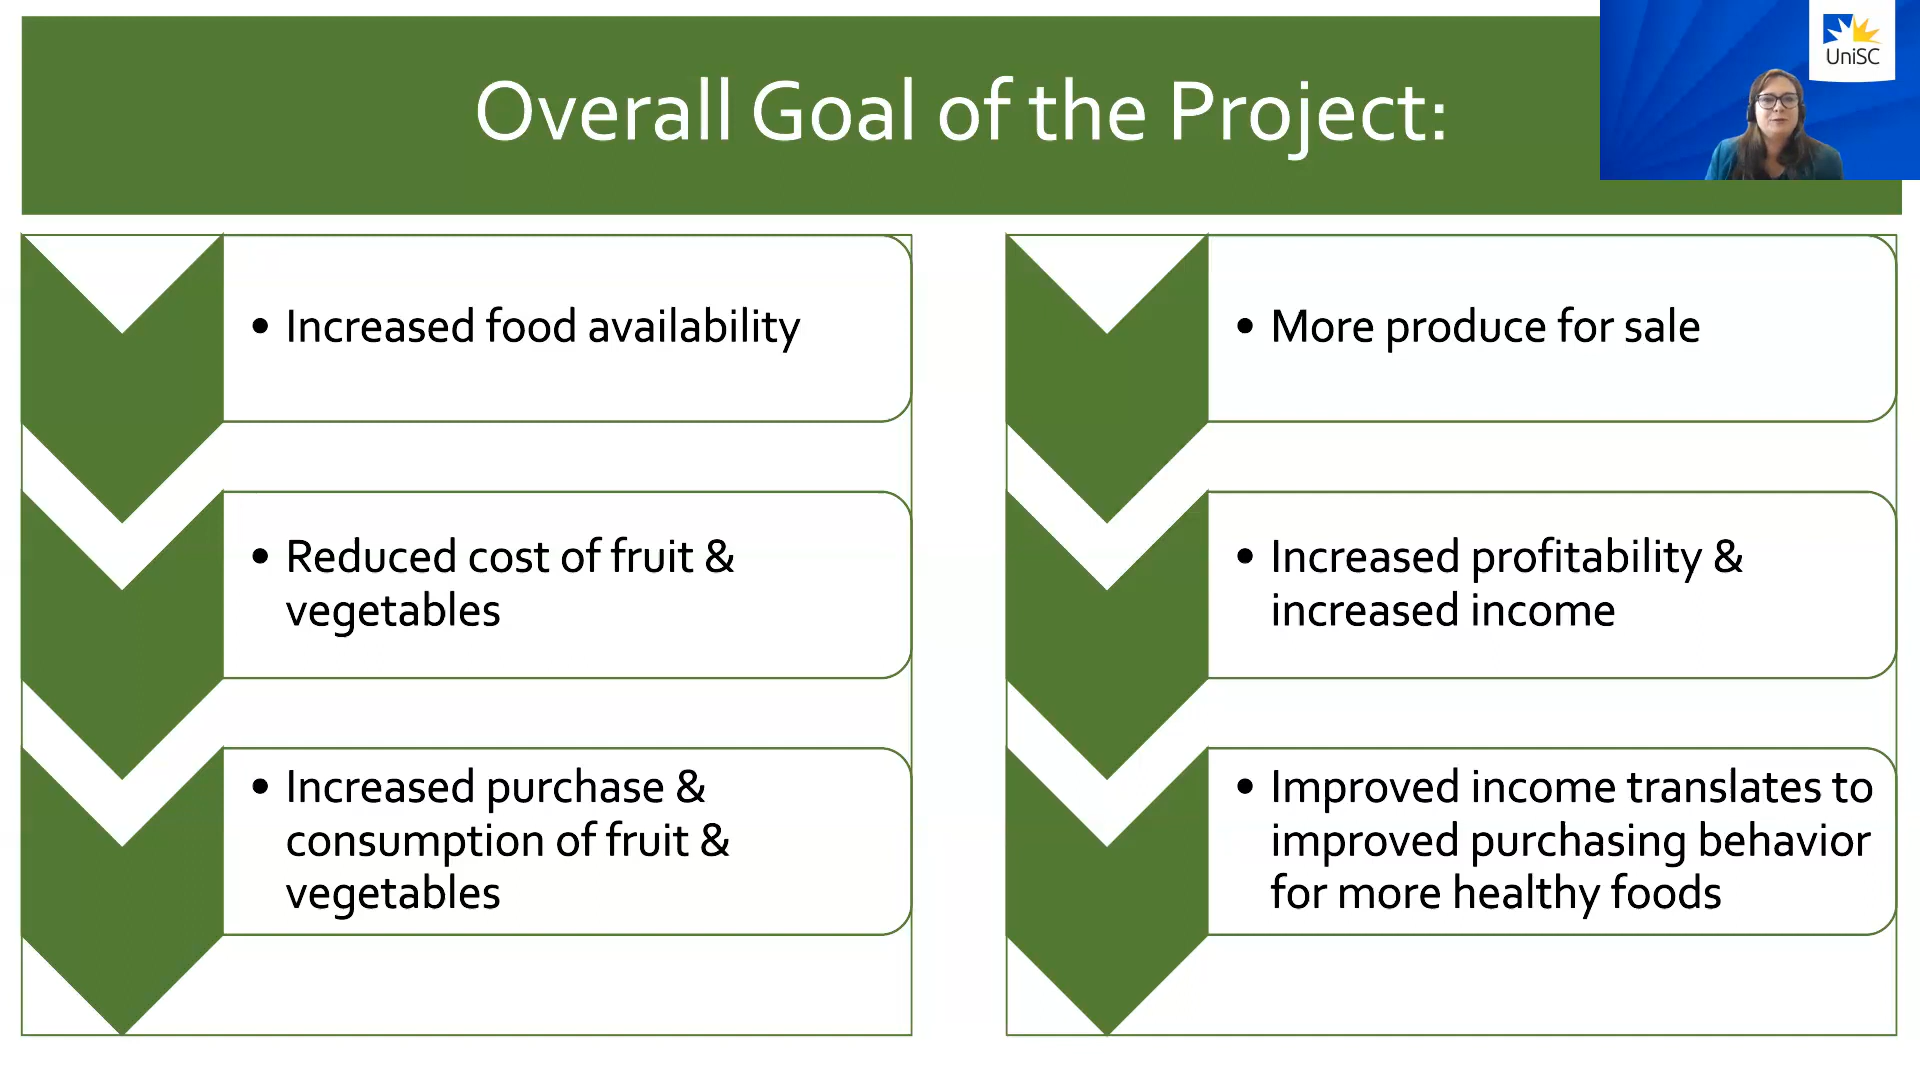 Overall Goal of the Project:
UniSC
• Increased food availability
• Reduced cost of fruit &
vegetables
• Increased purchase &
consumption of fruit &
vegetables
• More produce for sale
• Increased profitability &
increased income
• Improved income translates to
improved purchasing behavior
for more healthy foods